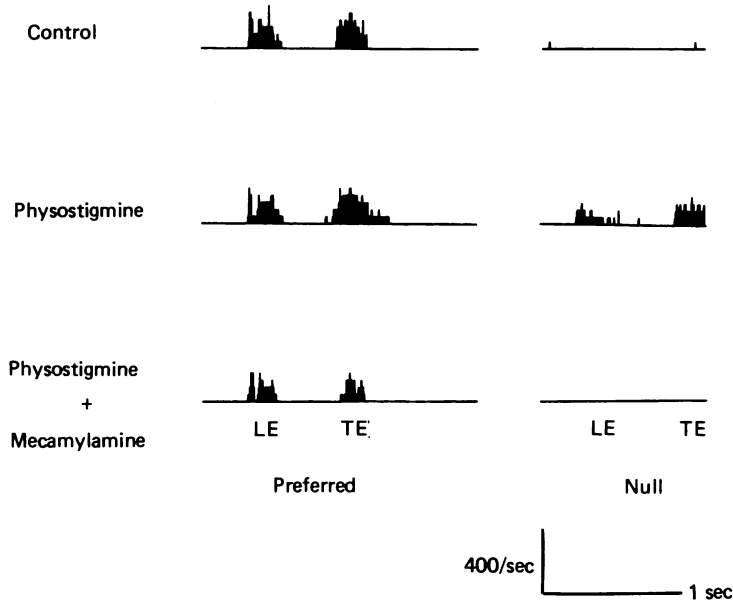 Control
Physostigmine
Physostigmine
+
Mecamylamine
LE TE LE TE
Preferred Null
400/sec
1 sec